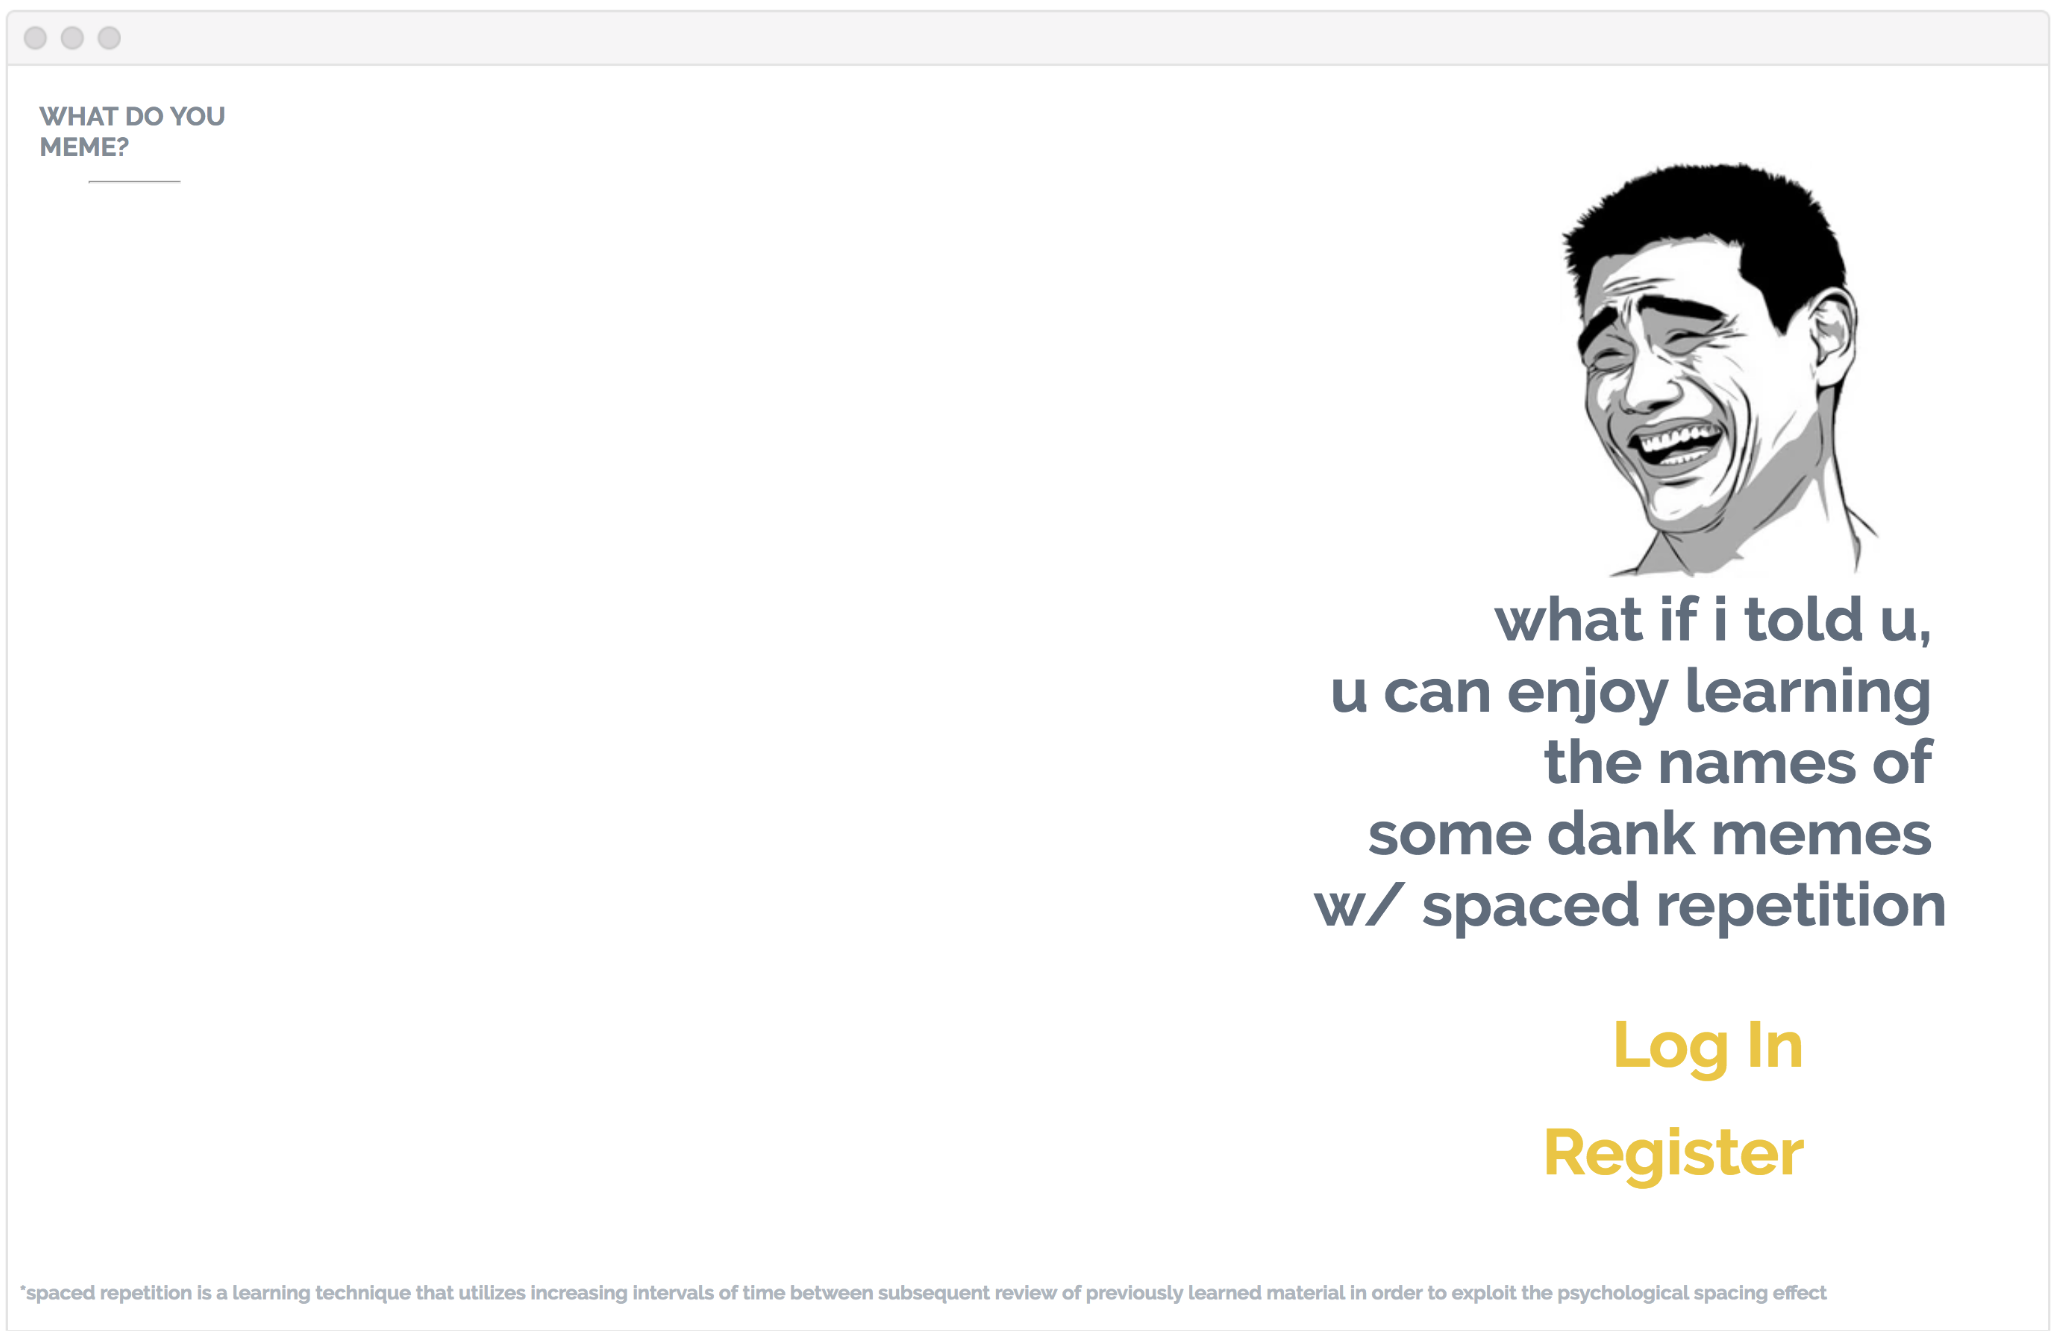 WHAT DO YOU
MEME?
what if i told u,
u can enjoy learning
the names of
some dank memes
w/ spaced repetition
Log In
Register
*spaced repetition is a learning technique that utilizes increasing intervals of time between subsequent review of previously learned material in order to exploit the psychological spacing effect